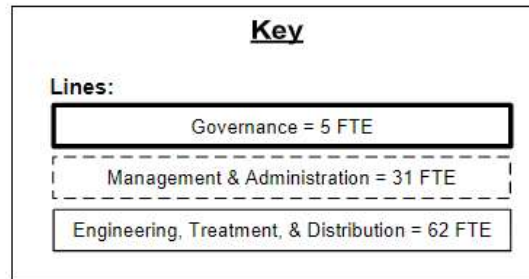 Key
Lines:
Governance = 5 FTE
Management & Administration = 31 FTE
Engineering, Treatment, & Distribution = 62 FTE